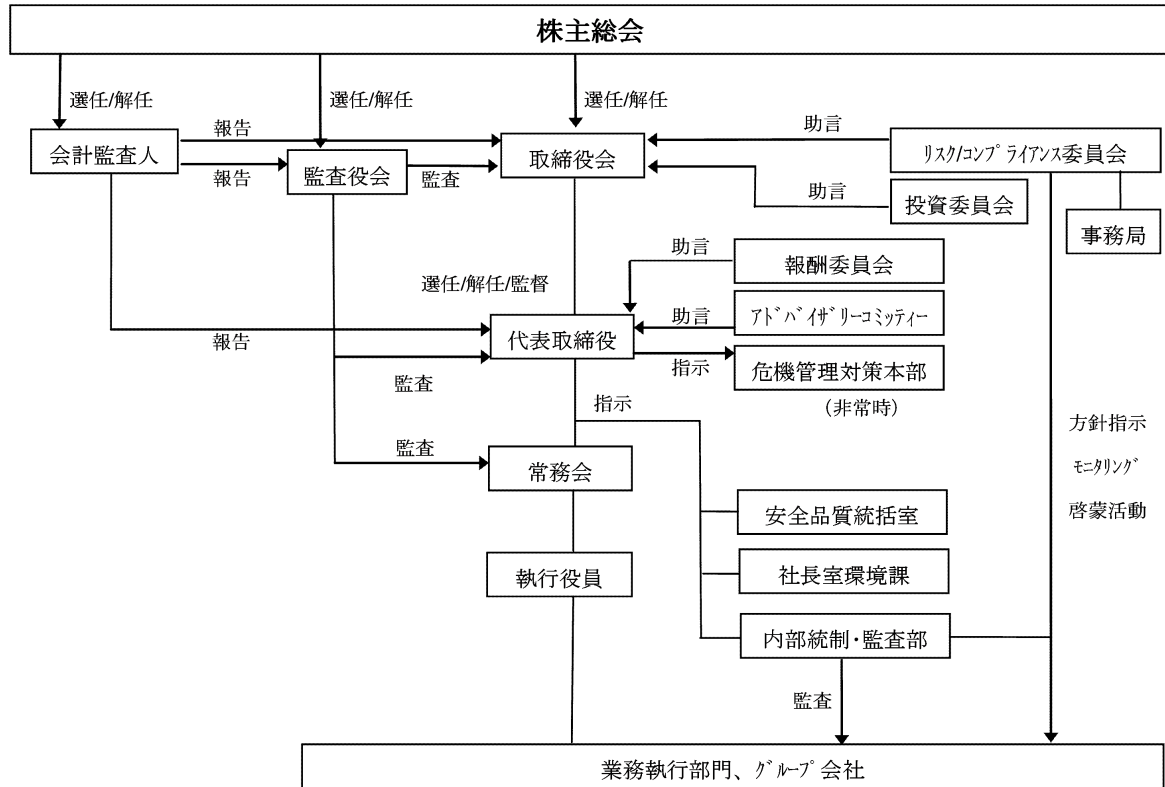 株主総会
選任/解任
選任/解任
選任/解任
会計監査人
報告
報告
監査役会
監査
取締役会
助言
ﾘｽｸ/ｺﾝﾌﾟﾗｲｱﾝｽ委員会
助言
投資委員会
事務局
選任/解任/監督
助言
報酬委員会
報告
代表取締役
助言
ｱﾄﾞﾊﾞｲｻﾞﾘｰｺﾐｯﾃｨｰ
監査
指示
危機管理対策本部
(非常時)
指示
監査
常務会
方針指示
ﾓﾆﾀﾘﾝｸﾞ
啓蒙活動
安全品質統括室
執行役員
社長室環境課
内部統制･監査部
監査
業務執行部門、ｸﾞﾙｰﾌﾟ会社